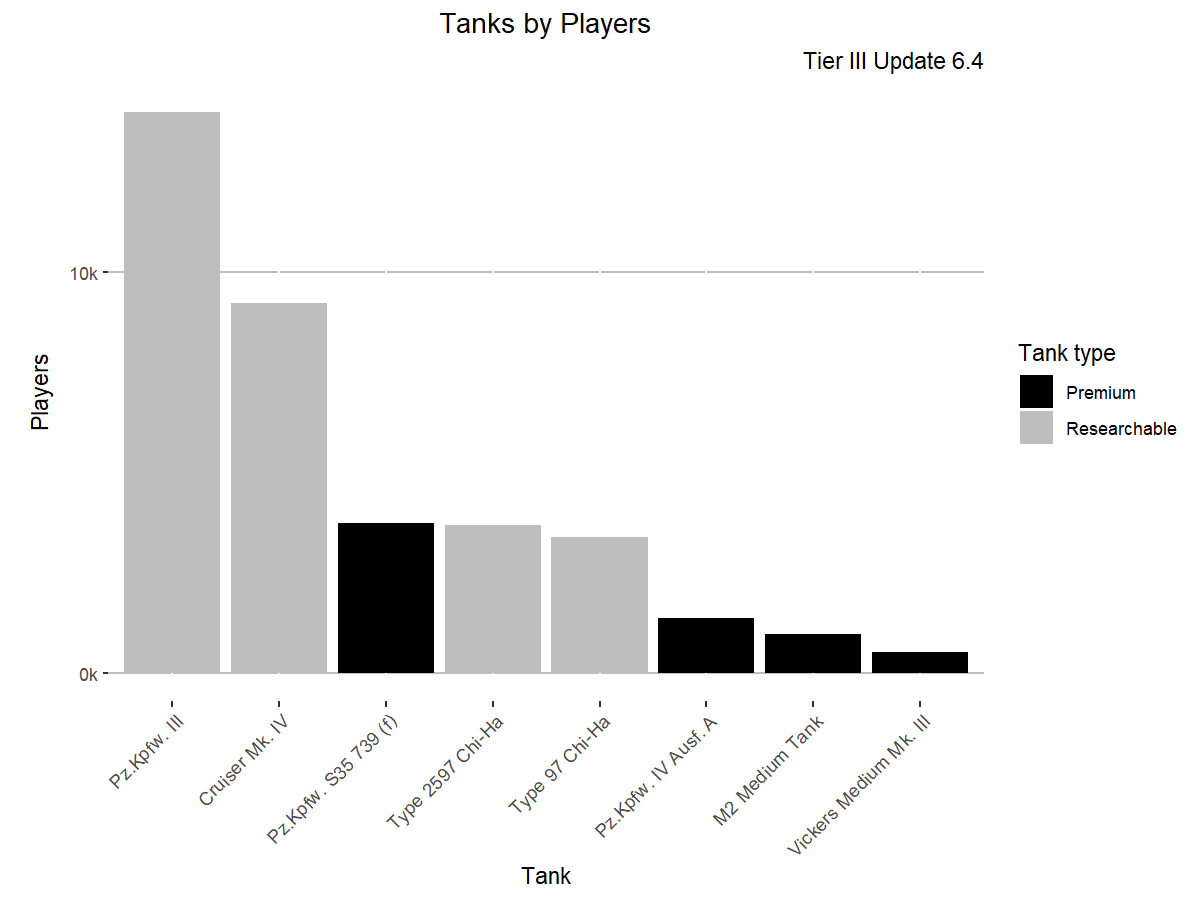 Tanks by Players
Tier III Update 6.4
10k
0k
Players
Pz.Kpfw. III
Cruiser Mk. IV
Pz.Kpfw. S35 739 (f)
Type 2597 Chi-Ha
Type 97 Chi-Ha
Pz.Kpfw. IV Ausf. A
M2 Medium Tank
Vickers Medium Mk. III
Tank
Tank type
Premium
Researchable